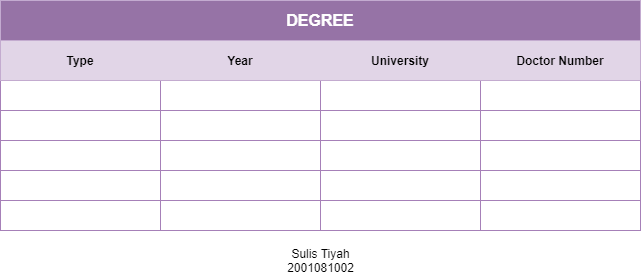 DEGREE
Type Year University Doctor Number
Sulis Tiyah
2001081002